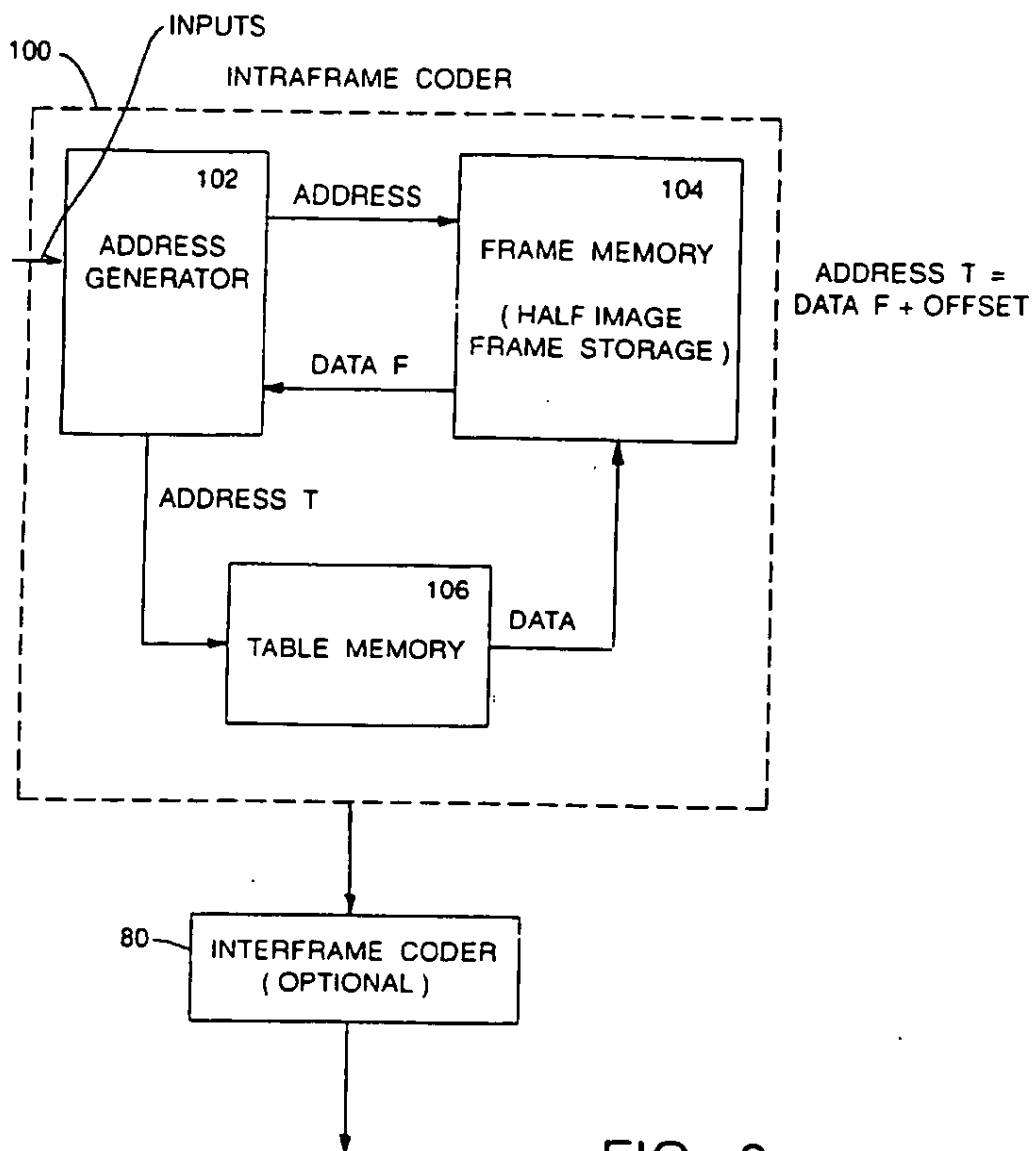 INPUTS
100
INTRAFRAME CODER
102
ADDRESS
GENERATOR
ADDRESS
104
FRAME MEMORY
( HALF IMAGE
FRAME STORAGE )
DATA F
ADDRESS T =
DATA F + OFFSET
ADDRESS T
106
TABLE MEMORY
DATA
80
INTERFRAME CODER
( OPTIONAL )